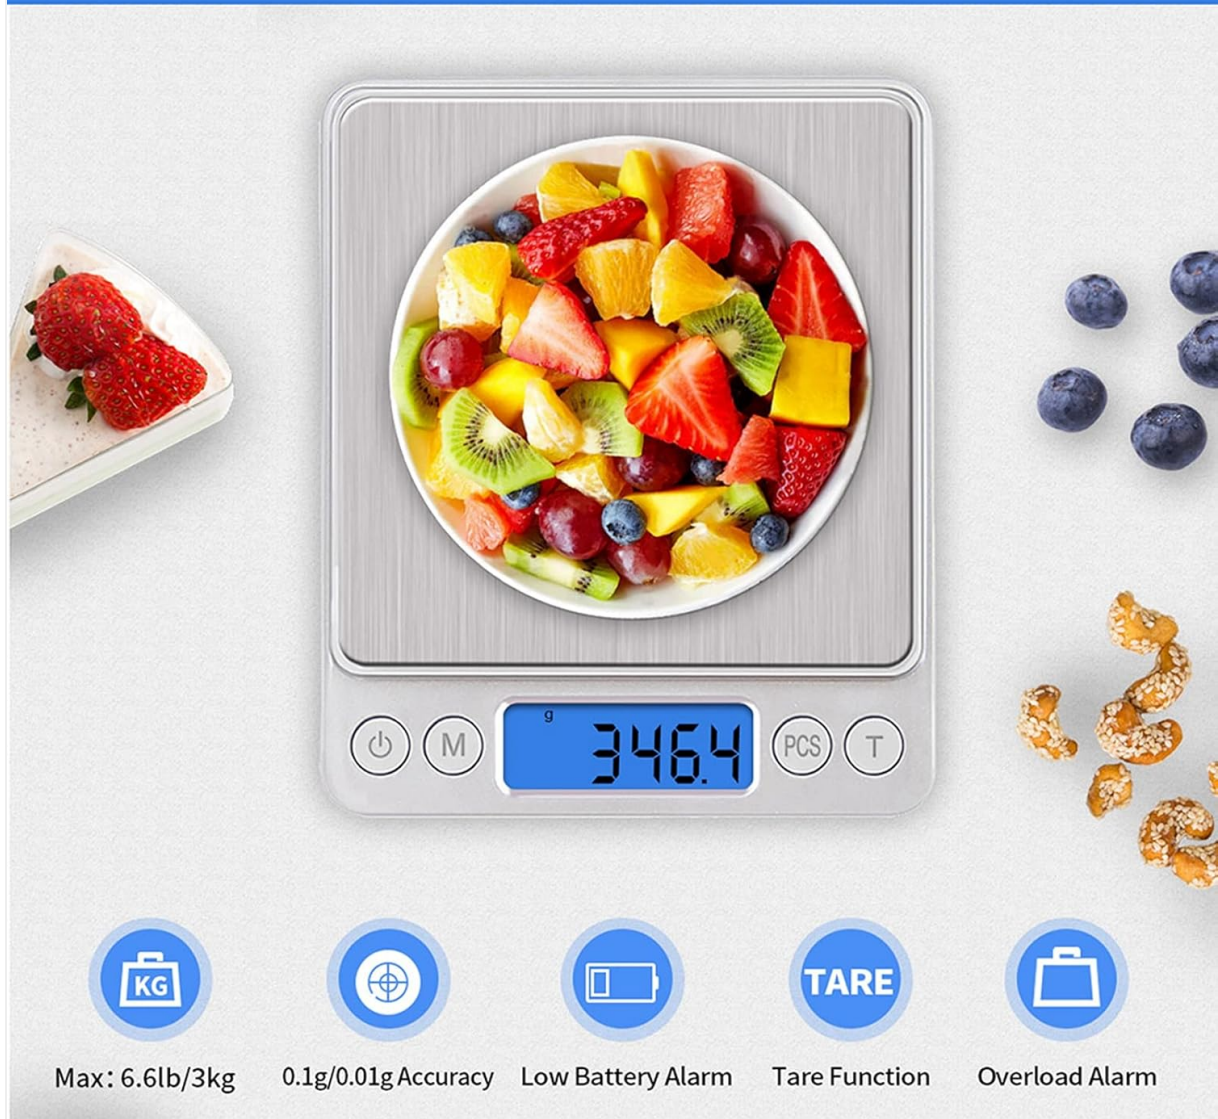 g
346.4
M
PCS
T
KG
TARE
Max: 6.6lb/3kg
0.1g/0.01g Accuracy
Low Battery Alarm
Tare Function
Overload Alarm